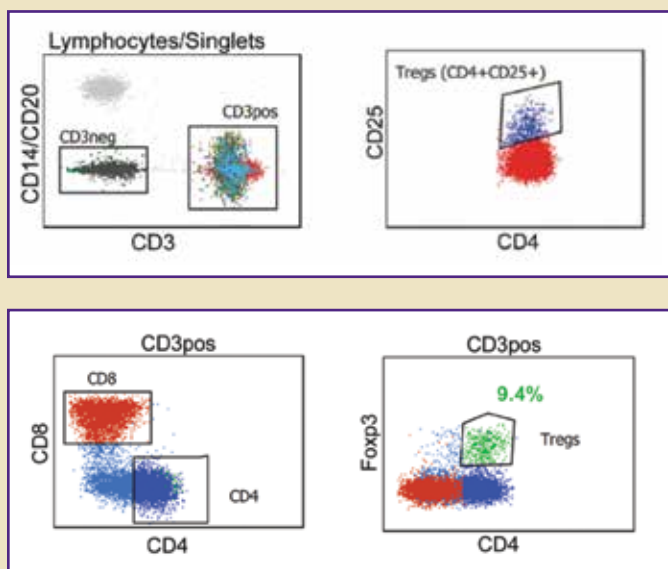 Lymphocytes/Singlets
CD14/CD20
CD3neg
CD3pos
CD3
Tregs (CD4+CD25+)
CD25
CD4
CD3pos
CD8
CD8
CD4
CD4
CD3pos
9.4%
Foxp3
Tregs
CD4